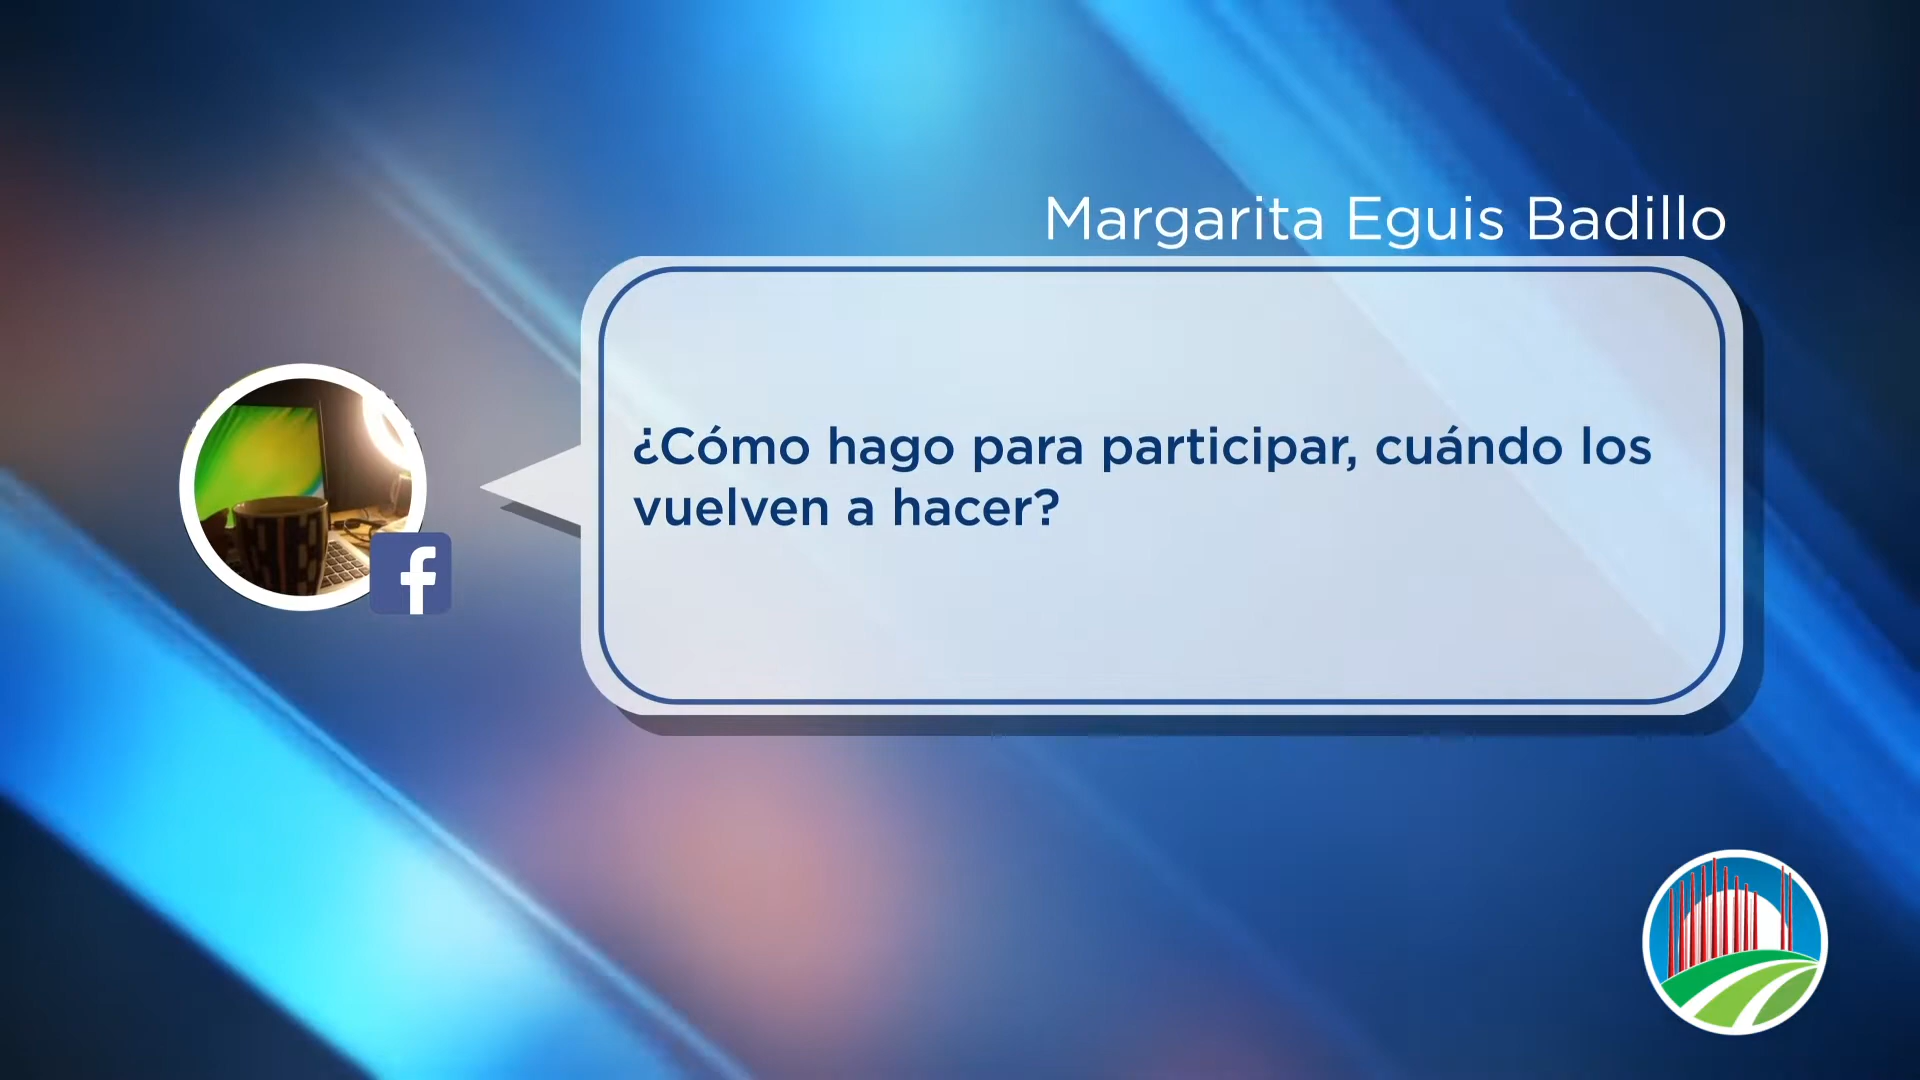 Margarita Eguis Badillo
¿Cómo hago para participar, cuándo los
vuelven a hacer?